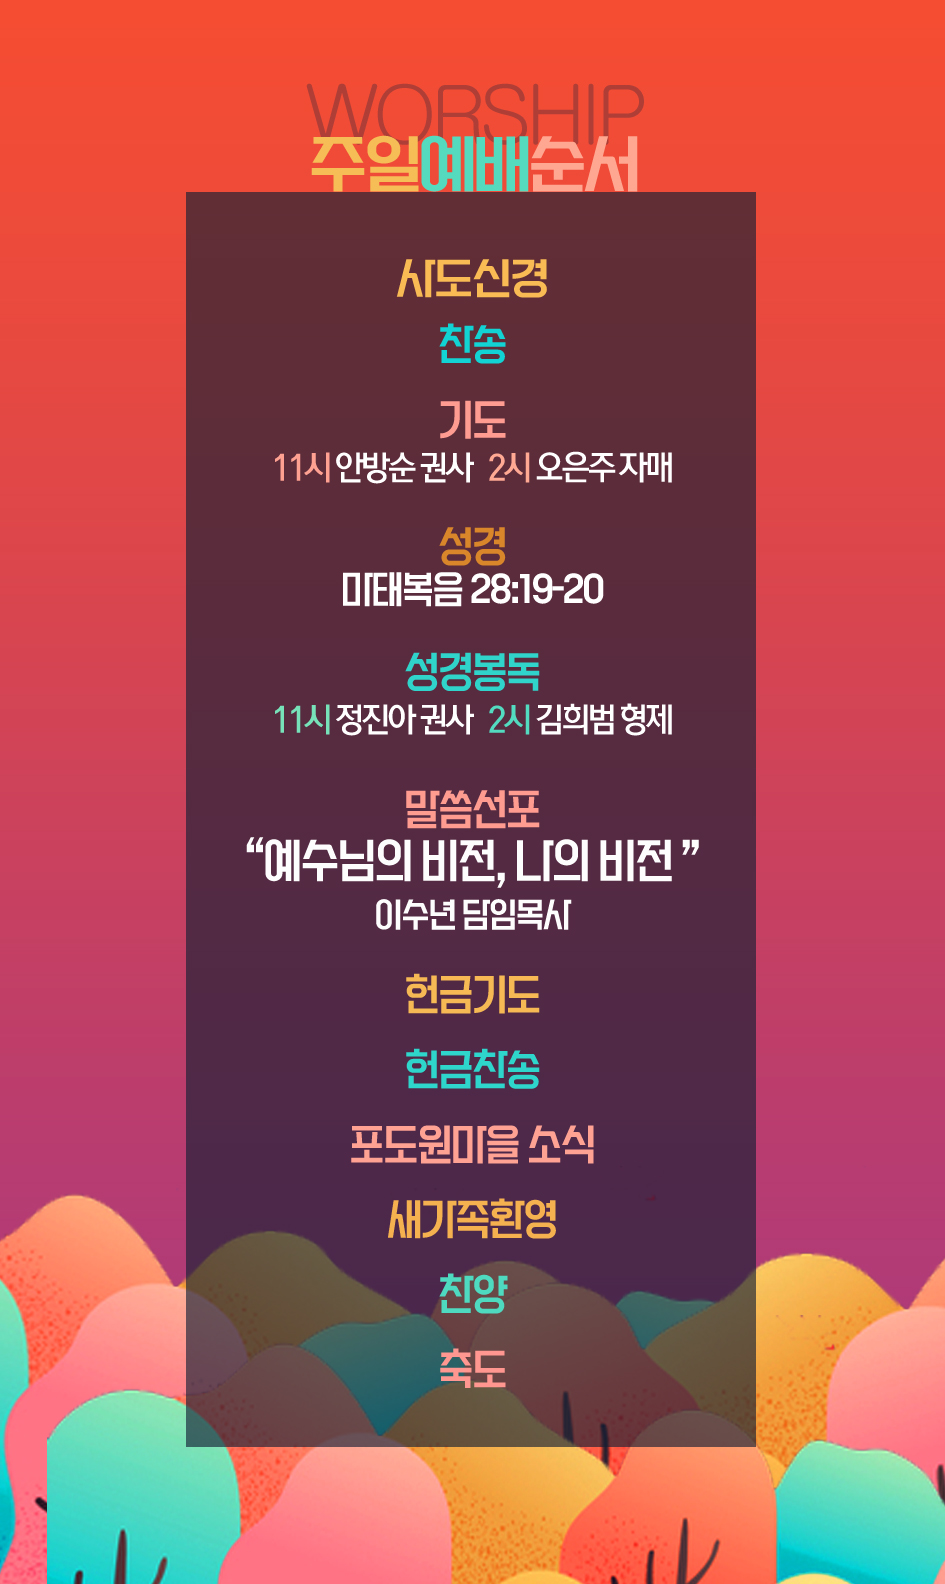 WORSHIP
주일예배순서
사도신경
찬송
기도
11시 안방순 권사 2시 오은주 자매
성경
마태복음 28:19-20
성경봉독
11시 정진아 권사 2시 김희범 형제
말씀선포
“예수님의 비전, 나의 비전 ”
이수년 담임목사
헌금기도
헌금찬송
포도원마을 소식
새가족환영
찬양
축도